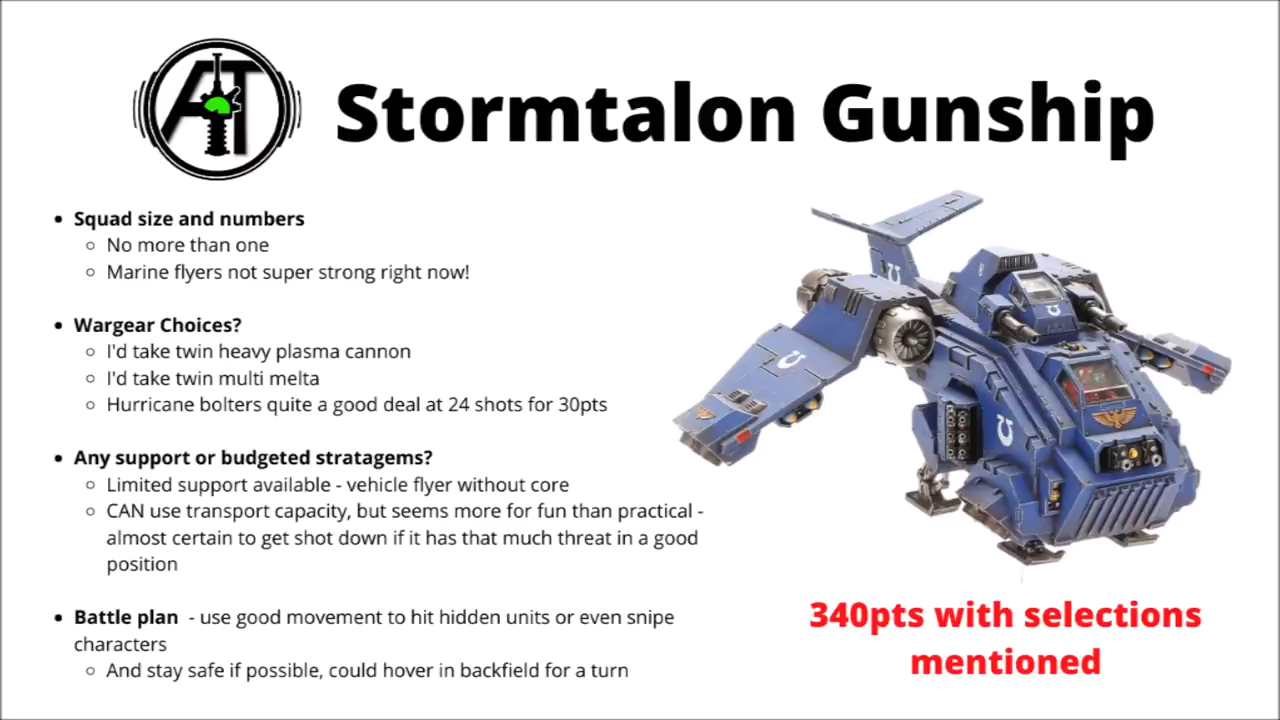 AT
Stormtalon Gunship
• Squad size and numbers
○ No more than one
○ Marine flyers not super strong right now!
• Wargear Choices?
○ I'd take twin heavy plasma cannon
○ I'd take twin multi melta
○ Hurricane bolters quite a good deal at 24 shots for 30pts
• Any support or budgeted stratagems?
○ Limited support available - vehicle flyer without core
○ CAN use transport capacity, but seems more for fun than practical -
almost certain to get shot down if it has that much threat in a good
position
• Battle plan - use good movement to hit hidden units or even snipe
characters
○ And stay safe if possible, could hover in backfield for a turn
340pts with selections
mentioned